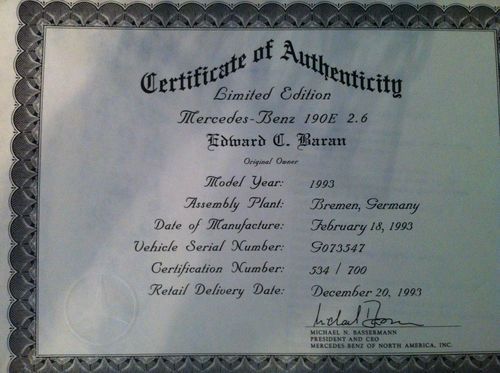 Certificate of Authenticity
Limited Edition
Mercedes-Benz 190E 2.6
Edward C. Baran
Original Owner
Model Year: 1993
Assembly Plant: Bremen, Germany
Date of Manufacture: February 18, 1993
Vehicle Serial Number: G073547
Certification Number: 534 / 700
Retail Delivery Date: December 20, 1993
MICHAEL N. BASSERMANN
PRESIDENT AND CEO
MERCEDES BENZ OF NORTH AMERICA, INC.